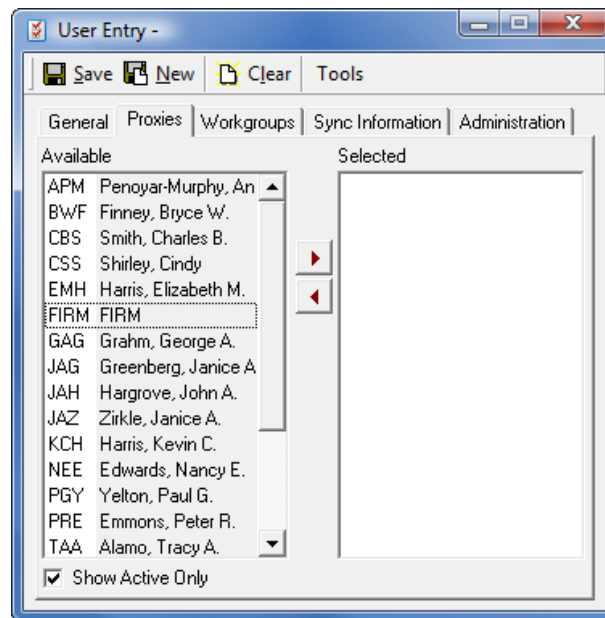 User Entry -
Save New Clear Tools
General Proxies Workgroups Sync Information Administration
Available Selected
APM Penoyar-Murphy, An
BWF Finney, Bryce W.
CBS Smith, Charles B.
CSS Shirley, Cindy
EMH Harris, Elizabeth M.
FIRM FIRM
GAG Grahm, George A.
JAG Greenberg, Janice A
JAH Hargrove, John A.
JAZ Zirkle, Janice A.
KCH Harris, Kevin C.
NEE Edwards, Nancy E.
PGY Yelton, Paul G.
PRE Emmons, Peter R.
TAA Alamo, Tracy A.
Show Active Only